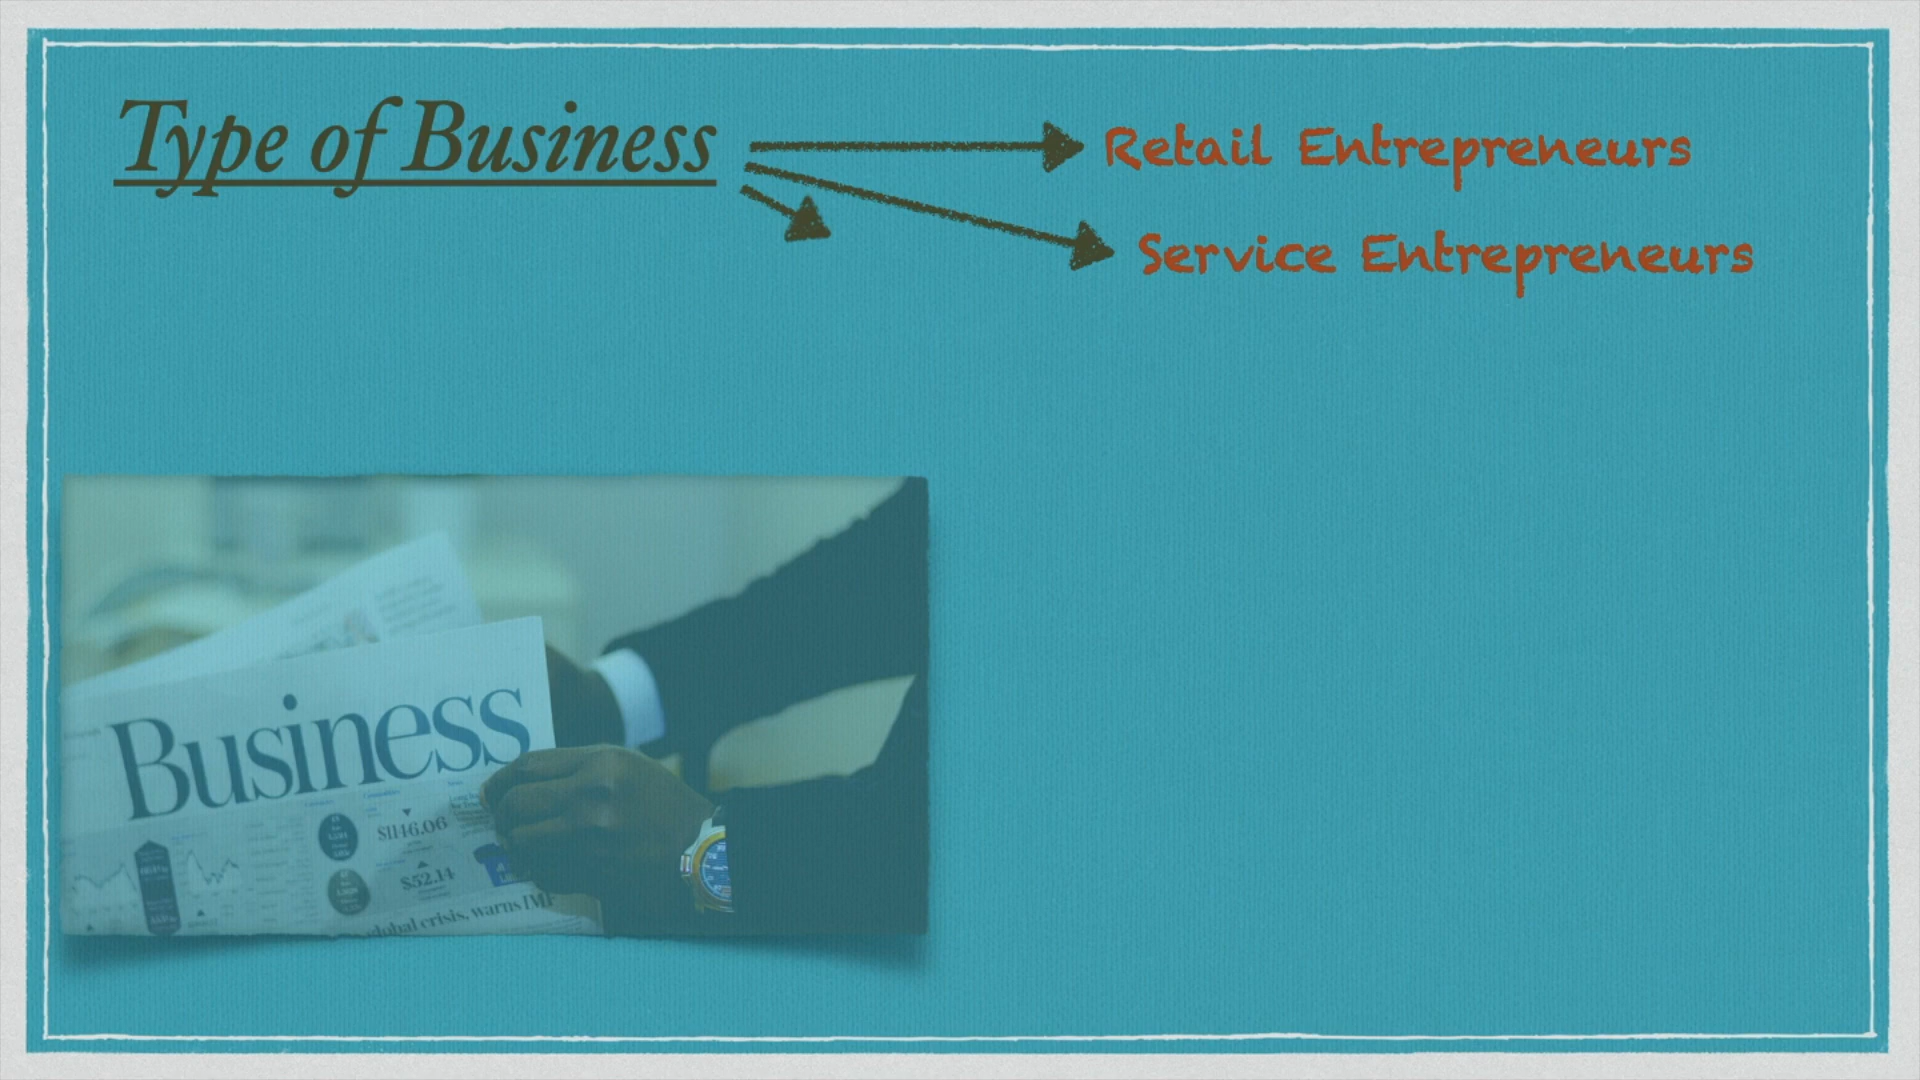 Type of Business
Retail Entrepreneurs
Service Entrepreneurs
Business
$1146.06
$52.14
global crisis, warns IMF